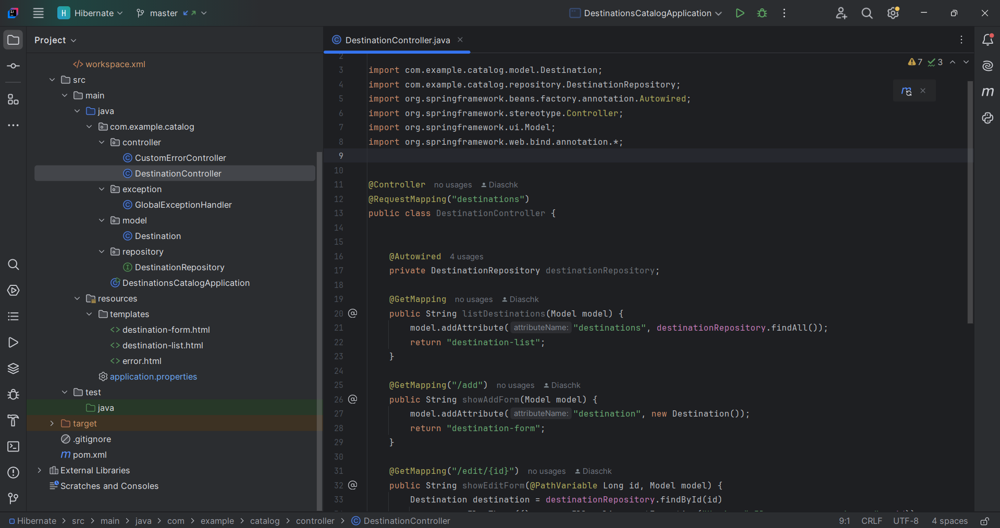 H Hibernate master DestinationsCatalogApplication
Project
DestinationController.java
workspace.xml
src
main
java
com.example.catalog
controller
CustomErrorController
DestinationController
exception
GlobalExceptionHandler
model
Destination
repository
DestinationRepository
DestinationsCatalogApplication
resources
templates
destination-form.html
destination-list.html
error.html
application.properties
test
java
target
.gitignore
pom.xml
External Libraries
Scratches and Consoles
7 3
2
3 import com.example.catalog.model.Destination;
4 import com.example.catalog.repository.DestinationRepository;
5 import org.springframework.beans.factory.annotation.Autowired;
6 import org.springframework.stereotype.Controller;
7 import org.springframework.ui.Model;
8 import org.springframework.web.bind.annotation.*;
9
10
11 @Controller no usages Diaschk
12 @RequestMapping("destinations")
13 public class DestinationController {
14
15
16 @Autowired 4 usages
17 private DestinationRepository destinationRepository;
18
19 @GetMapping no usages Diaschk
20 public String listDestinations(Model model) {
21 model.addAttribute( attributeName: "destinations", destinationRepository.findAll());
22 return "destination-list";
23 }
24
25 @GetMapping("/add") no usages Diaschk
26 public String showAddForm(Model model) {
27 model.addAttribute( attributeName: "destination", new Destination());
28 return "destination-form";
29 }
30
31 @GetMapping("/edit/{id}") no usages Diaschk
32 public String showEditForm(@PathVariable Long id, Model model) {
33 Destination destination = destinationRepository.findById(id)
Hibernate > src > main > java > com > example > catalog > controller > DestinationController
9:1 CRLF UTF-8 4 spaces